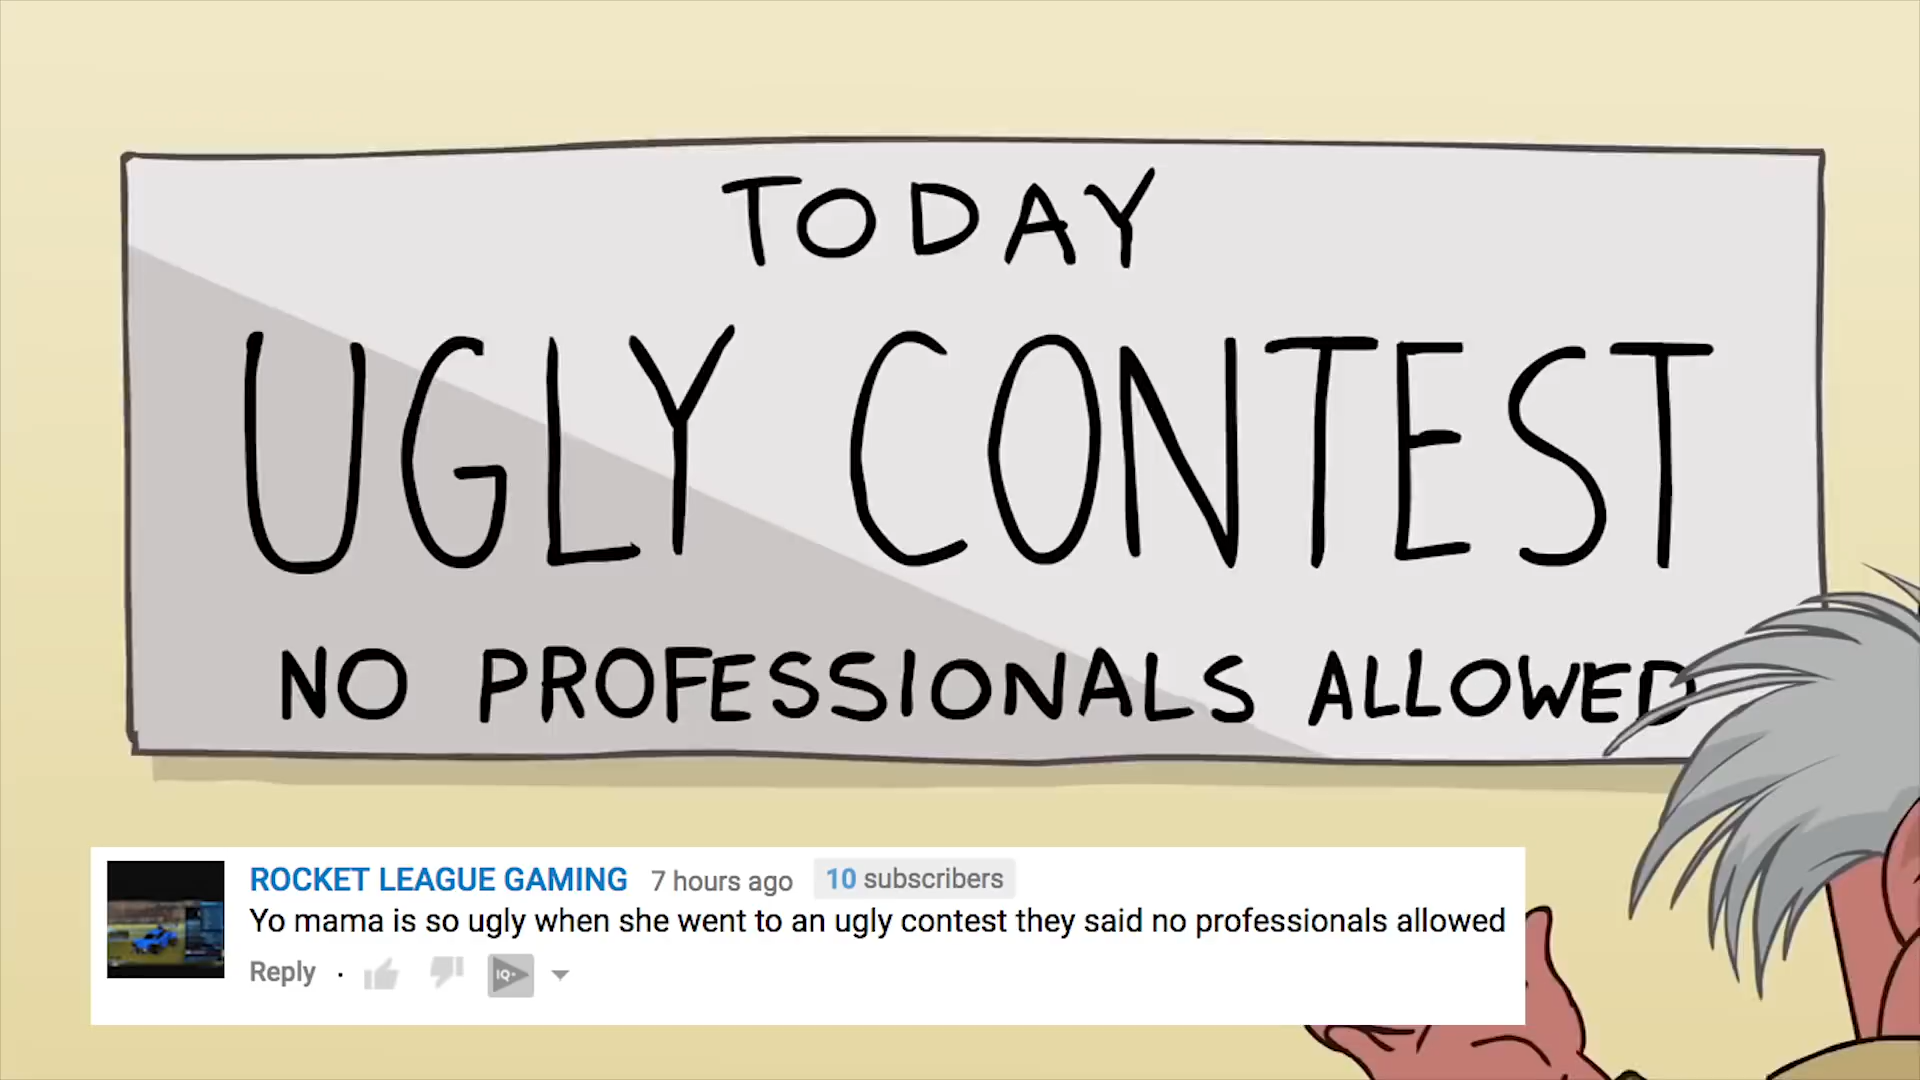 TODAY
UGLY CONTEST
NO PROFESSIONALS ALLOWED
ROCKET LEAGUE GAMING 7 hours ago 10 subscribers
Yo mama is so ugly when she went to an ugly contest they said no professionals allowed
Reply ·
IQ